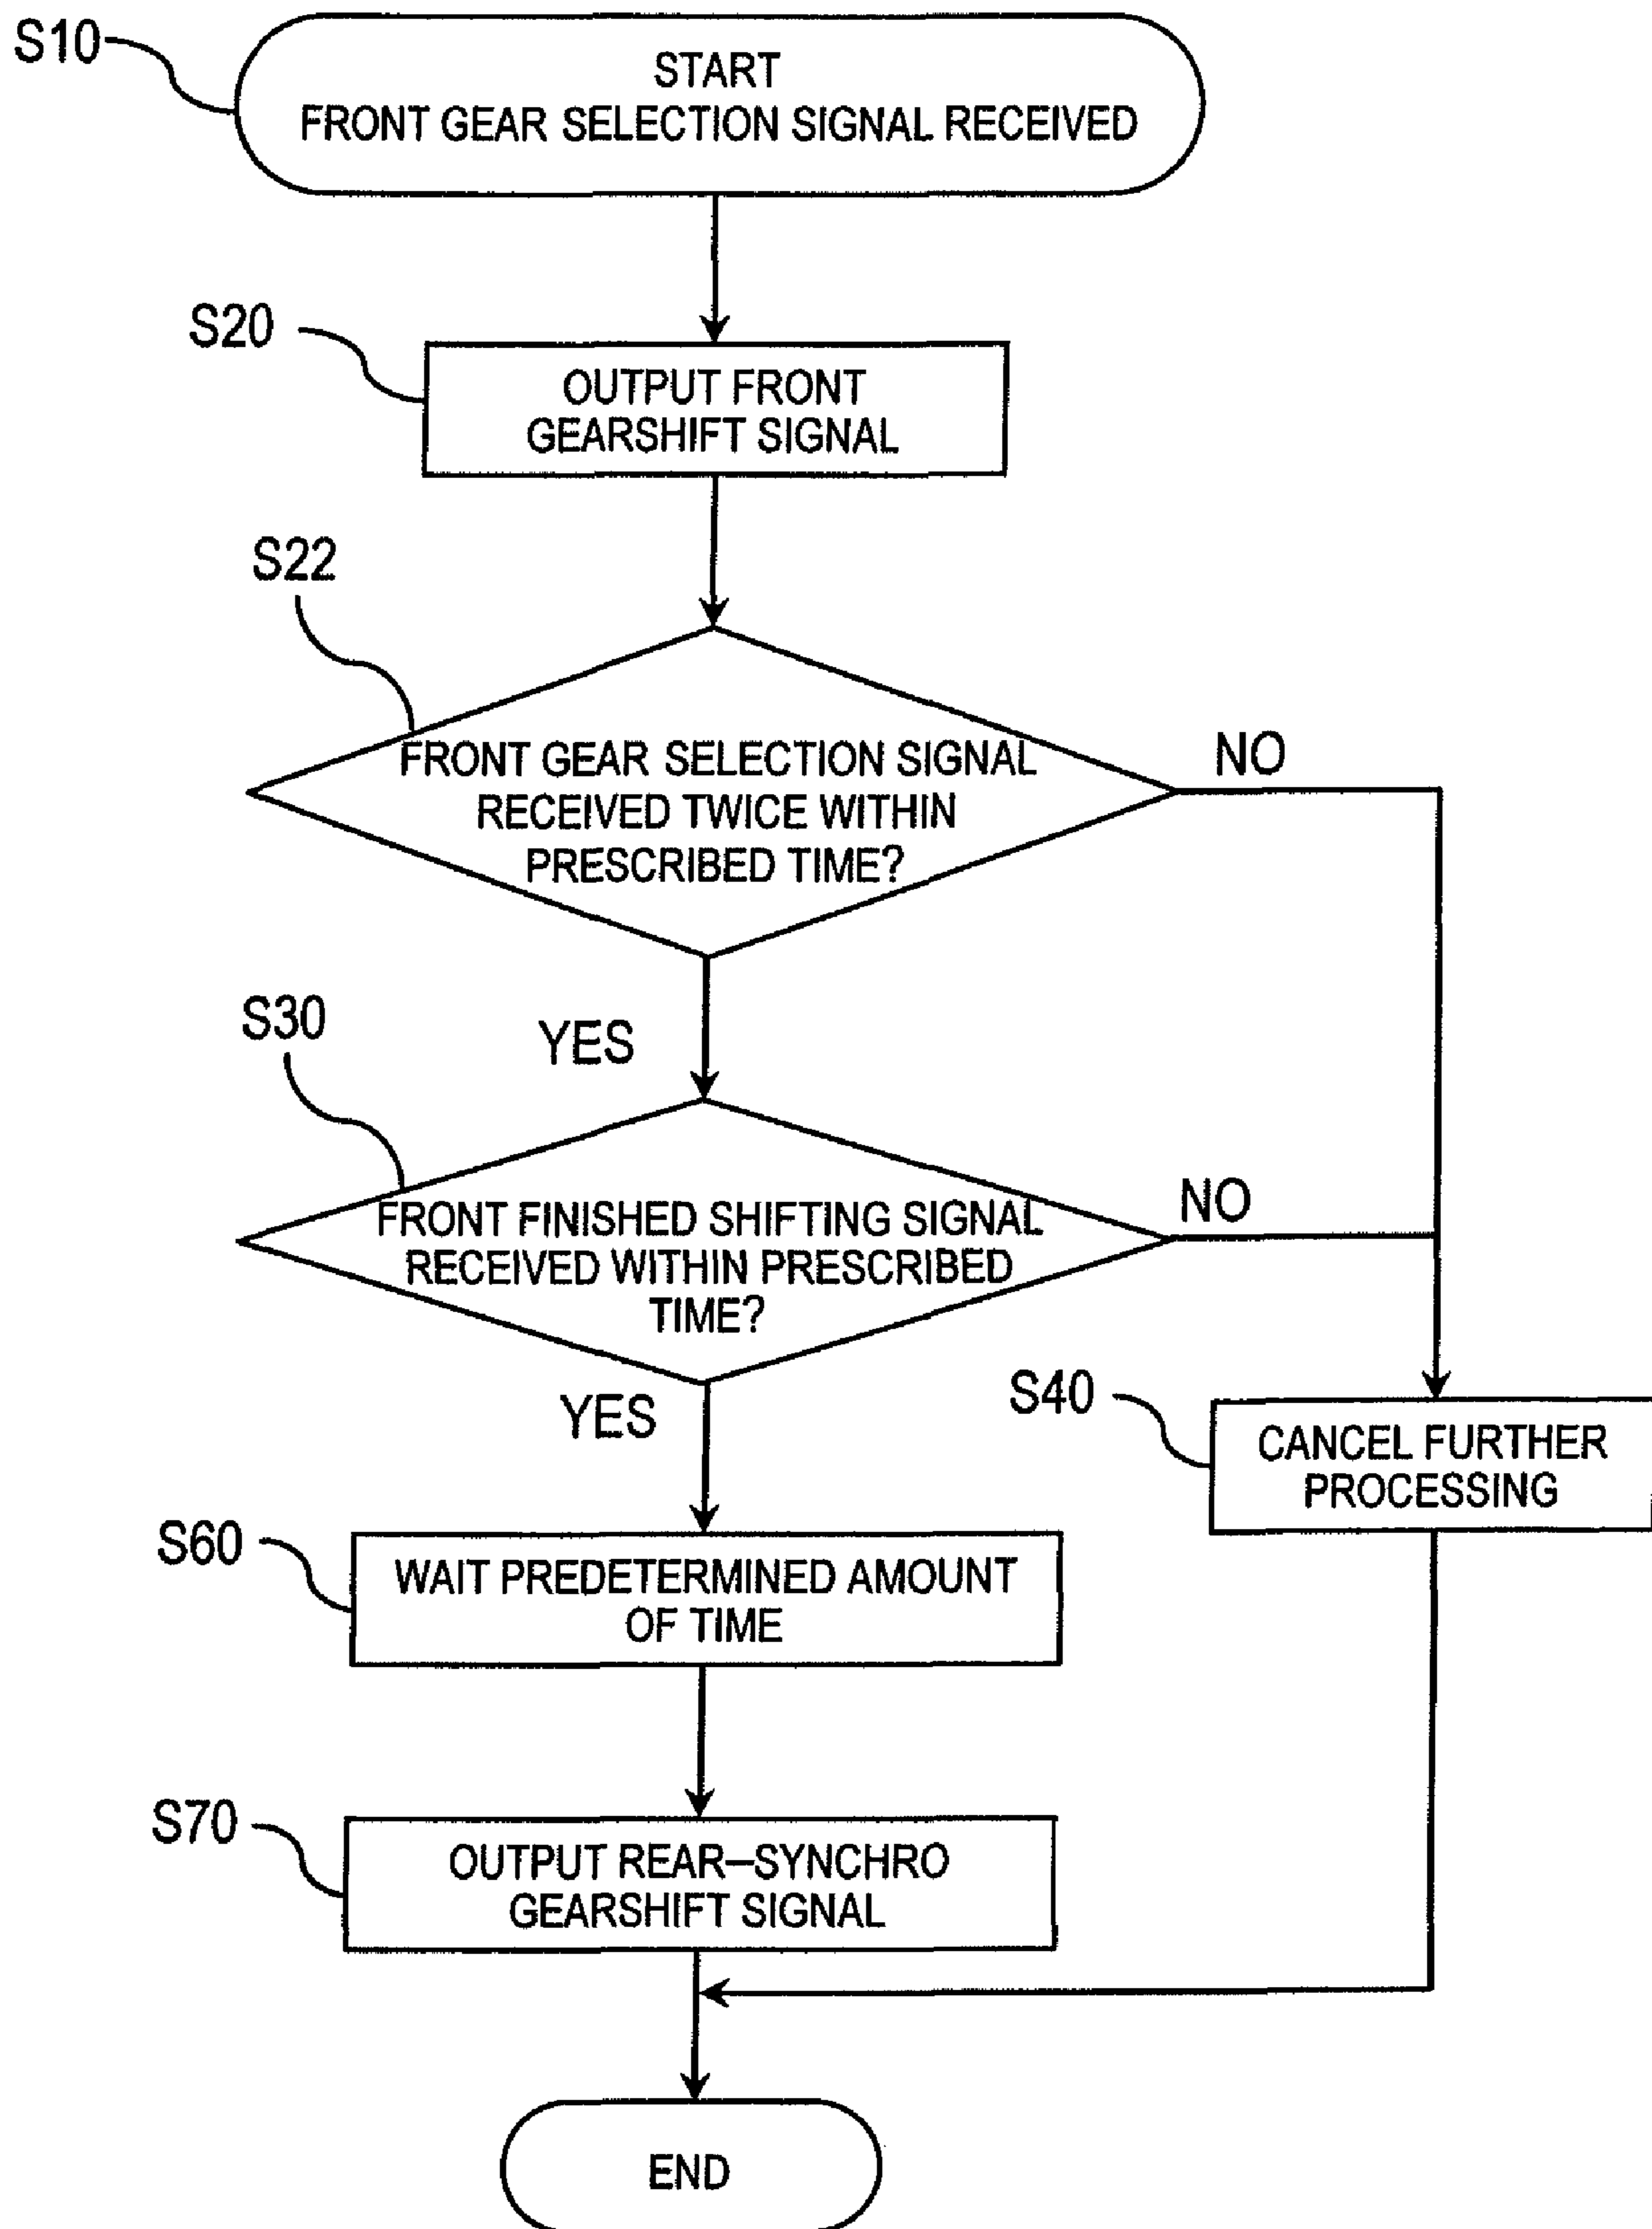 S10
START
FRONT GEAR SELECTION SIGNAL RECEIVED
S20
OUTPUT FRONT
GEARSHIFT SIGNAL
S22
FRONT GEAR SELECTION SIGNAL
RECEIVED TWICE WITHIN
PRESCRIBED TIME?
NO
YES
S30
FRONT FINISHED SHIFTING SIGNAL
RECEIVED WITHIN PRESCRIBED
TIME?
NO
YES
S40
CANCEL FURTHER
PROCESSING
S60
WAIT PREDETERMINED AMOUNT
OF TIME
S70
OUTPUT REAR–SYNCHRO
GEARSHIFT SIGNAL
END